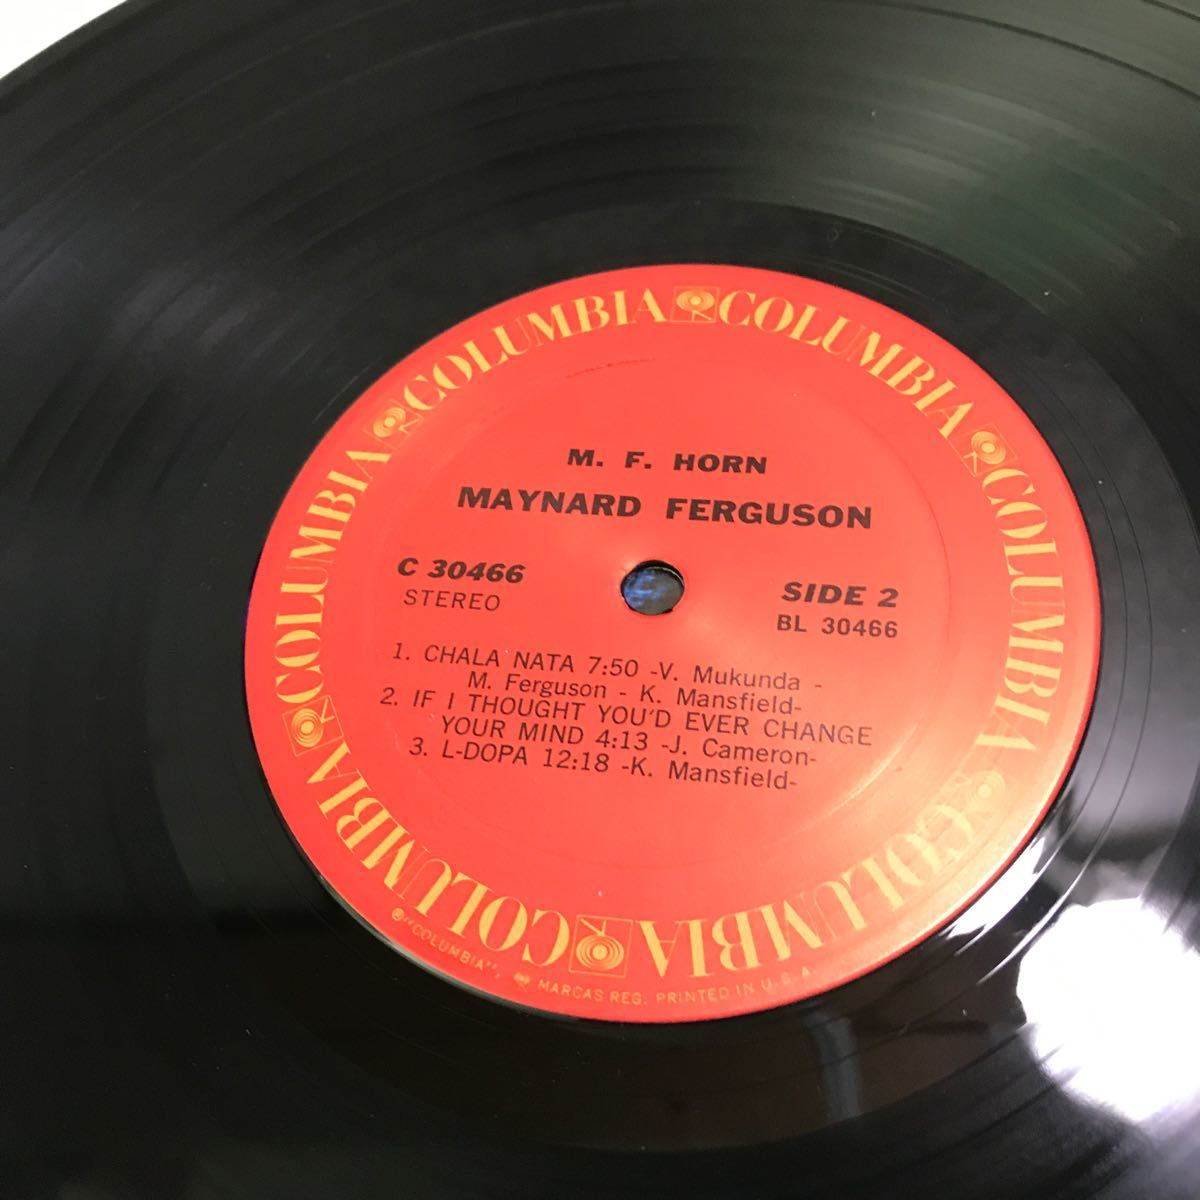 COLUMBIA COLUMBIA COLUMBIA COLUMBIA COLUMBIA COLUMBIA
M. F. HORN
MAYNARD FERGUSON
C 30466
STEREO
SIDE 2
BL 30466
1. CHALA NATA 7:50 -V. Mukunda -
M. Ferguson - K. Mansfield-
2. IF I THOUGHT YOU'D EVER CHANGE
YOUR MIND 4:13 -J. Cameron-
3. L-DOPA 12:18 -K. Mansfield-
® "COLUMBIA", MARCAS REG. PRINTED IN U.S.A.